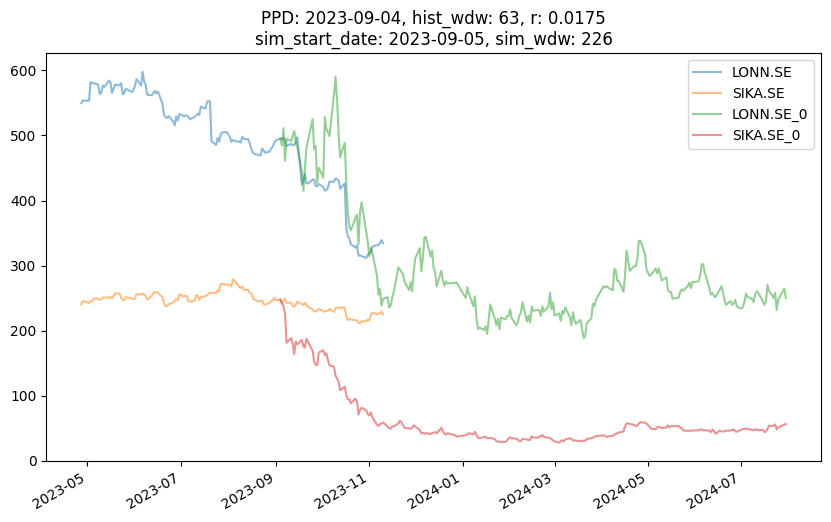 PPD: 2023-09-04, hist_wdw: 63, r: 0.0175
sim_start_date: 2023-09-05, sim_wdw: 226
LONN.SE
SIKA.SE
LONN.SE_0
SIKA.SE_0
600
500
400
300
200
100
0
2023-05
2023-07
2023-09
2023-11
2024-01
2024-03
2024-05
2024-07